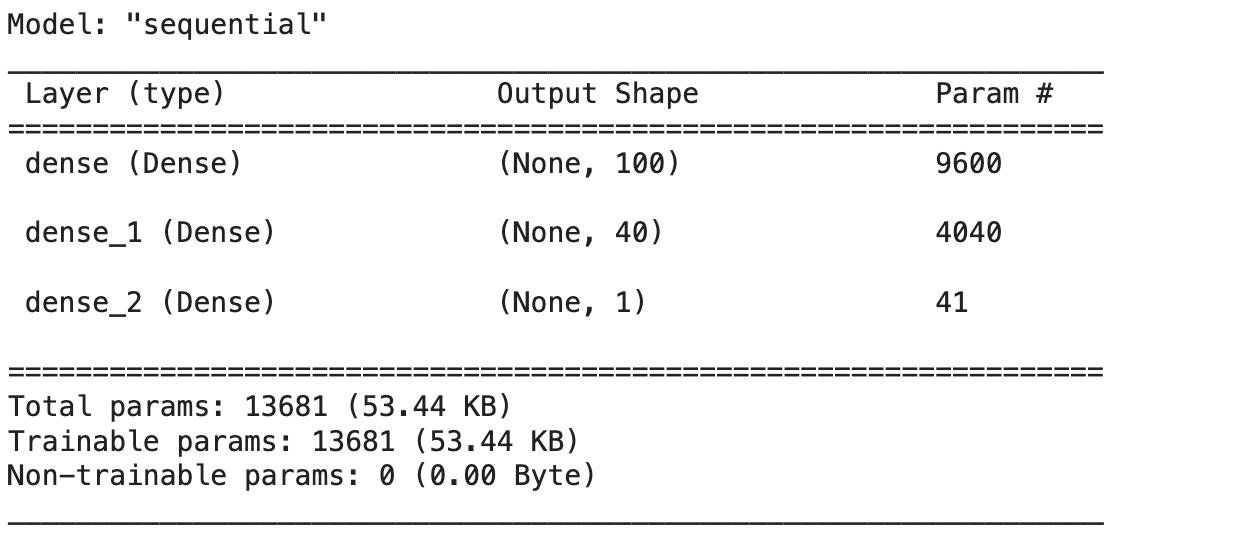 Model: "sequential"
Layer (type) Output Shape Param #
=================================================================
dense (Dense) (None, 100) 9600
dense_1 (Dense) (None, 40) 4040
dense_2 (Dense) (None, 1) 41
=================================================================
Total params: 13681 (53.44 KB)
Trainable params: 13681 (53.44 KB)
Non-trainable params: 0 (0.00 Byte)